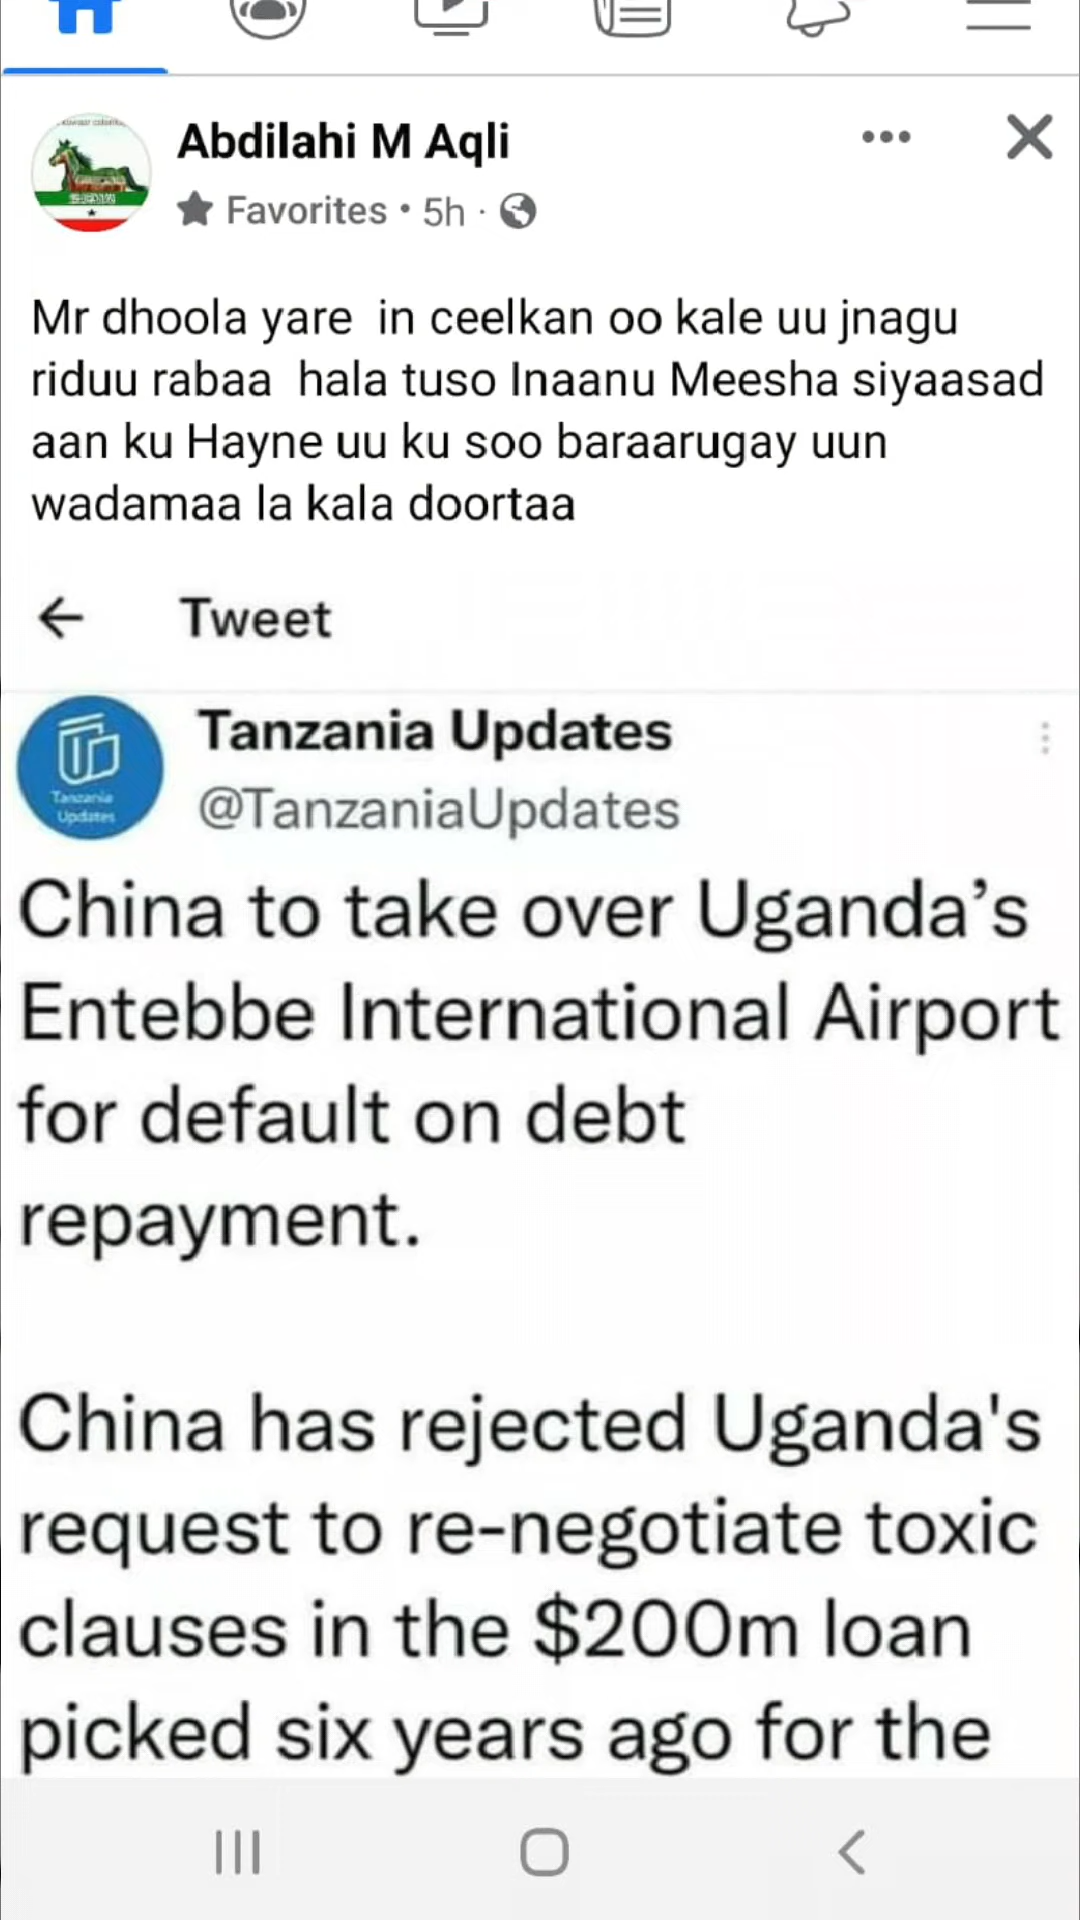 Abdilahi M Aqli
Favorites • 5h ·
Mr dhoola yare in ceelkan oo kale uu jnagu
riduu rabaa hala tuso Inaanu Meesha siyaasad
aan ku Hayne uu ku soo baraarugay uun
wadamaa la kala doortaa
Tweet
Tanzania Updates
@TanzaniaUpdates
Tanzania
Updates
China to take over Uganda’s
Entebbe International Airport
for default on debt
repayment.
China has rejected Uganda's
request to re-negotiate toxic
clauses in the $200m loan
picked six years ago for the